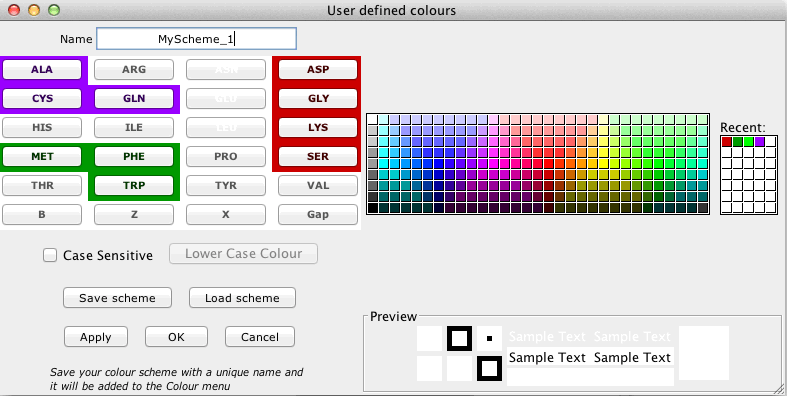 User defined colours
Name MyScheme_1
ALA ARG ASN ASP
CYS GLN GLU GLY
HIS ILE LEU LYS
MET PHE PRO SER
THR TRP TYR VAL
B Z X Gap
Recent:
Case Sensitive Lower Case Colour
Save scheme Load scheme
Apply OK Cancel
Save your colour scheme with a unique name and
it will be added to the Colour menu
Preview
Sample Text Sample Text
Sample Text Sample Text